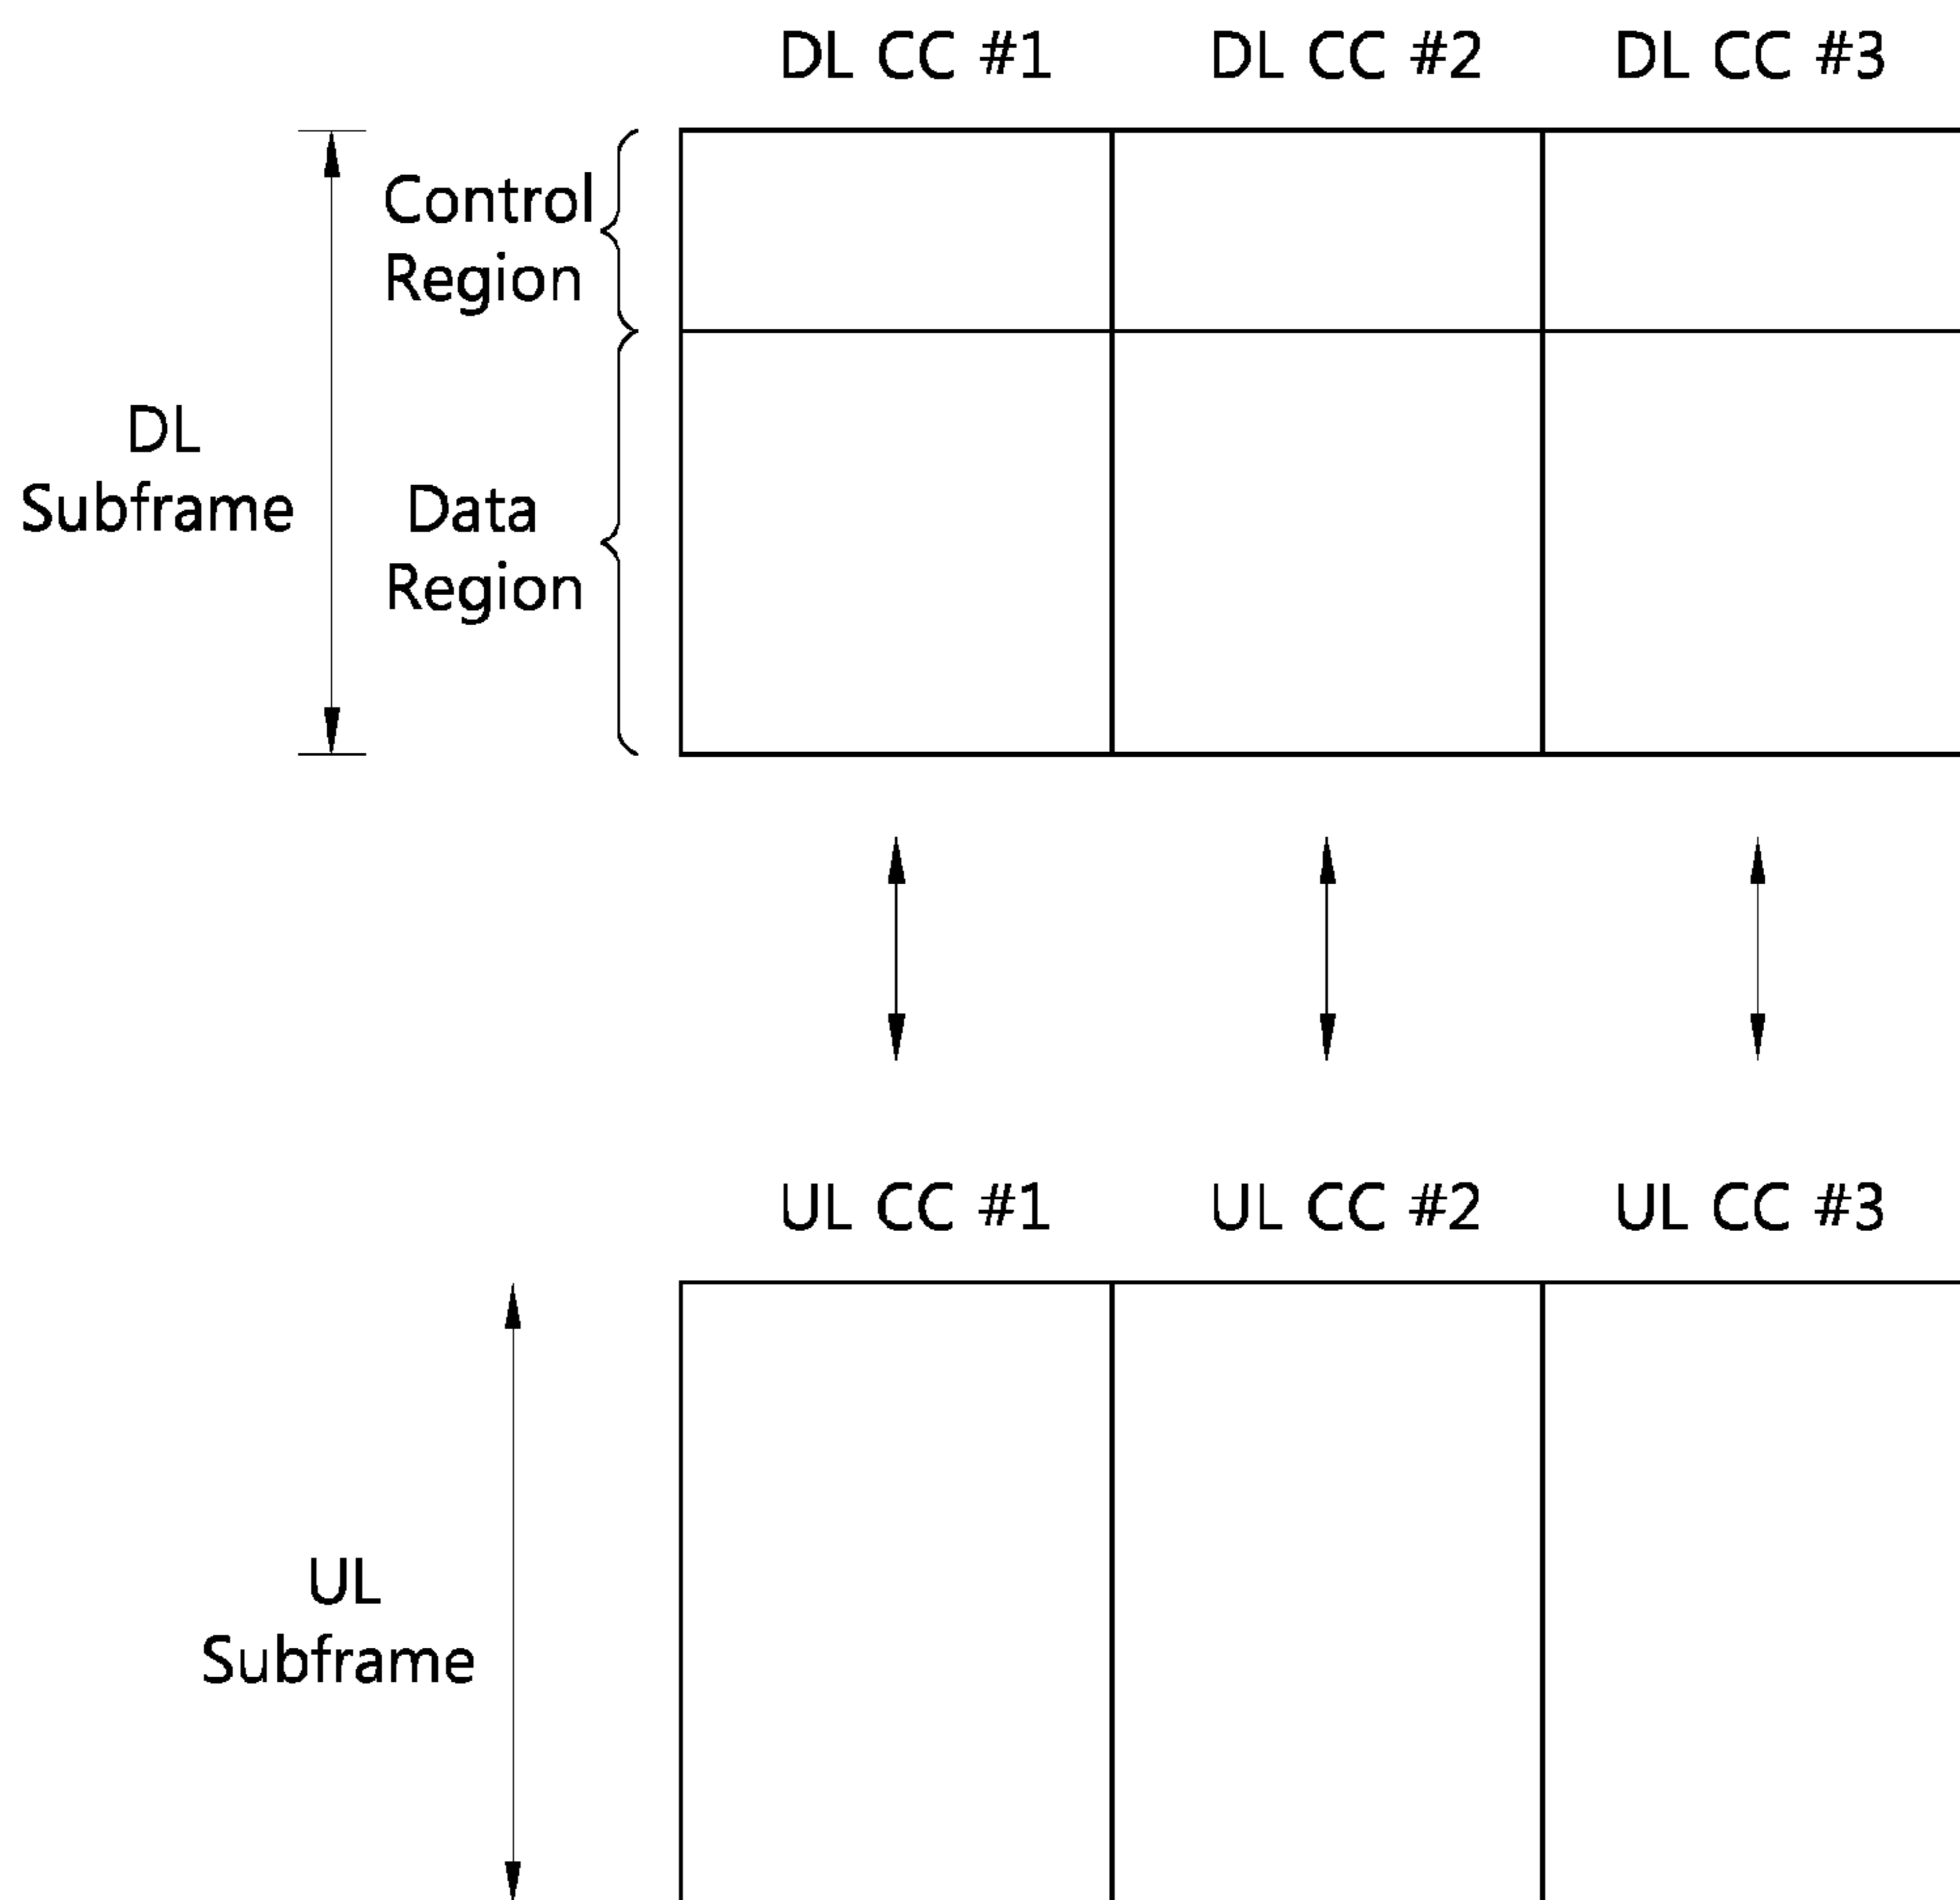 DL CC #1 DL CC #2 DL CC #3
Control
Region
DL
Subframe
Data
Region
UL CC #1 UL CC #2 UL CC #3
UL
Subframe